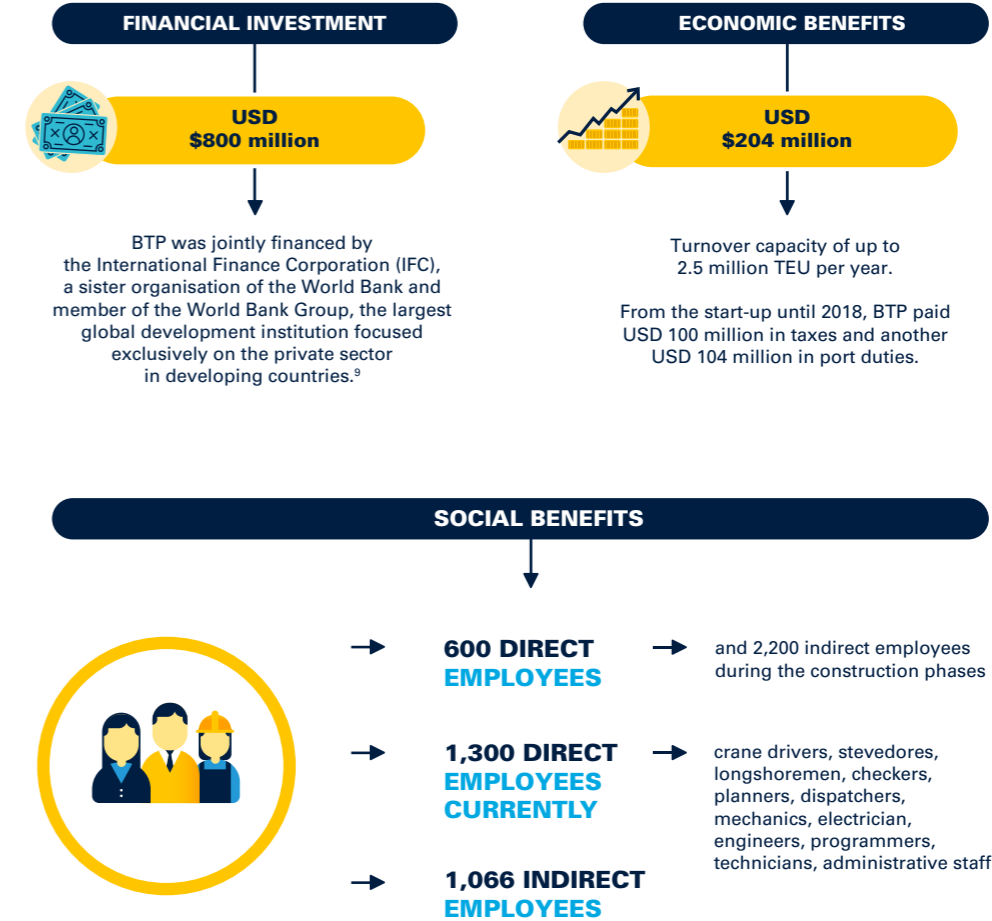 FINANCIAL INVESTMENT
USD
$800 million
BTP was jointly financed by
the International Finance Corporation (IFC),
a sister organisation of the World Bank and
member of the World Bank Group, the largest
global development institution focused
exclusively on the private sector
in developing countries.⁹
ECONOMIC BENEFITS
USD
$204 million
Turnover capacity of up to
2.5 million TEU per year.
From the start-up until 2018, BTP paid
USD 100 million in taxes and another
USD 104 million in port duties.
SOCIAL BENEFITS
600 DIRECT
EMPLOYEES
and 2,200 indirect employees
during the construction phases
1,300 DIRECT
EMPLOYEES
CURRENTLY
crane drivers, stevedores,
longshoremen, checkers,
planners, dispatchers,
mechanics, electrician,
engineers, programmers,
technicians, administrative staff
1,066 INDIRECT
EMPLOYEES